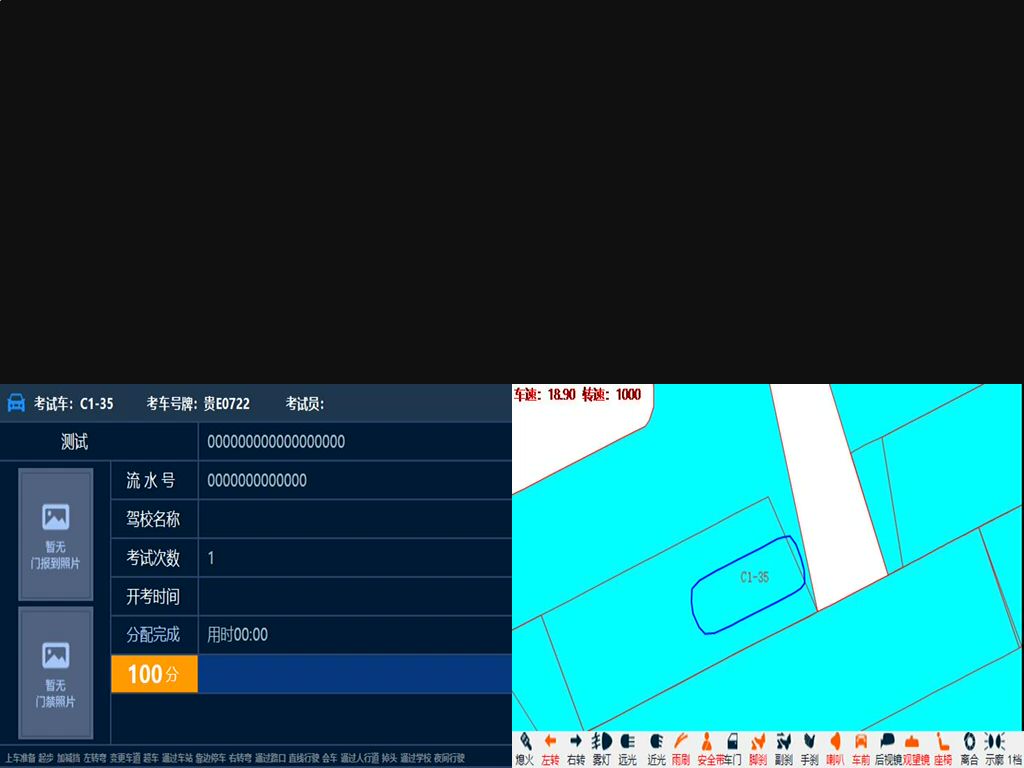 考试车: C1-35 考车号牌: 贵E0722 考试员:
测试 000000000000000000
流水号 0000000000000
驾校名称
考试次数 1
开考时间
分配完成 用时00:00
100分
暂无
门报到照片
暂无
门禁照片
上车准备 起步 加减挡 左转弯 变更车道 超车 通过车站 靠边停车 右转弯 通过路口 直线行驶 会车 通过人行道 掉头 通过学校 夜间行驶
车速: 18.90 转速: 1000
C1-35
熄火 左转 右转 雾灯 远光 近光 雨刷 安全带 车门 脚刹 副刹 手刹 喇叭 车前 后视镜 观望镜 座椅 离合 示廓 1档